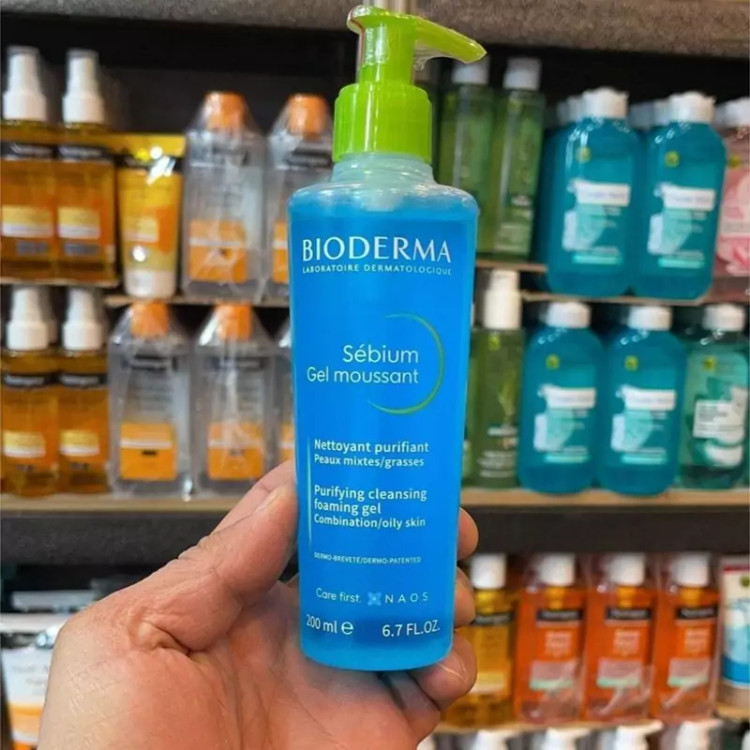 BIODERMA
LABORATOIRE DERMATOLOGIQUE
Sébium
Gel moussant
Nettoyant purifiant
Peaux mixtes/grasses
Purifying cleansing
foaming gel
Combination/oily skin
DERMO-BREVETÉ/DERMO-PATENTED
Care first. NAOS
200 ml e 6.7 FL.OZ.